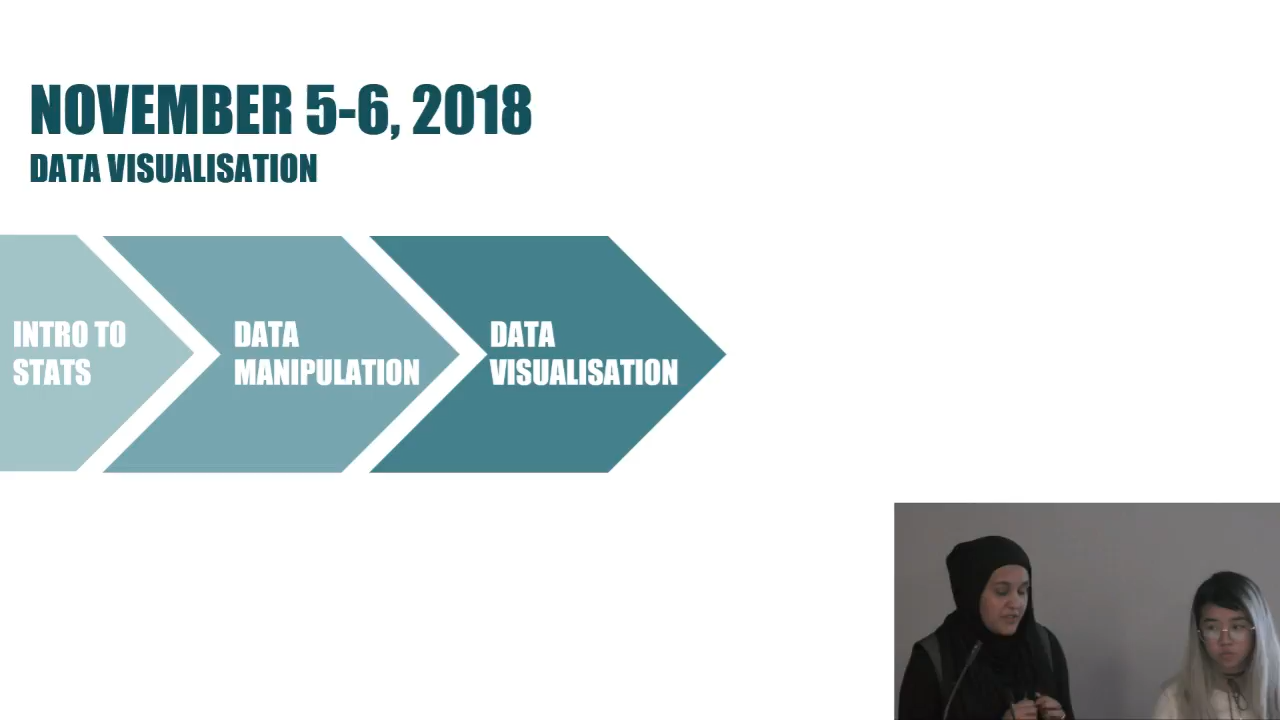 NOVEMBER 5-6, 2018
DATA VISUALISATION
INTRO TO
STATS
DATA
MANIPULATION
DATA
VISUALISATION